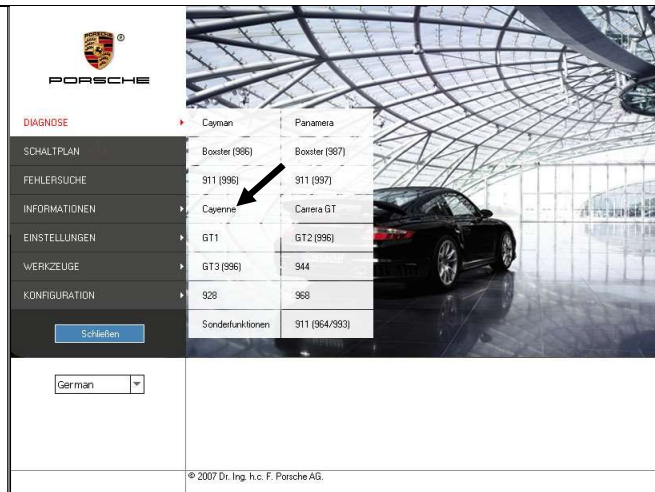 PORSCHE
®
PORSCHE
DIAGNOSE
SCHALTPLAN
FEHLERSUCHE
INFORMATIONEN
EINSTELLUNGEN
WERKZEUGE
KONFIGURATION
Schließen
Cayman Panamera
Boxster (986) Boxster (987)
911 (996) 911 (997)
Cayenne Carrera GT
GT1 GT2 (996)
GT3 (996) 944
928 968
Sonderfunktionen 911 (964/993)
German
© 2007 Dr. Ing. h.c. F. Porsche AG.